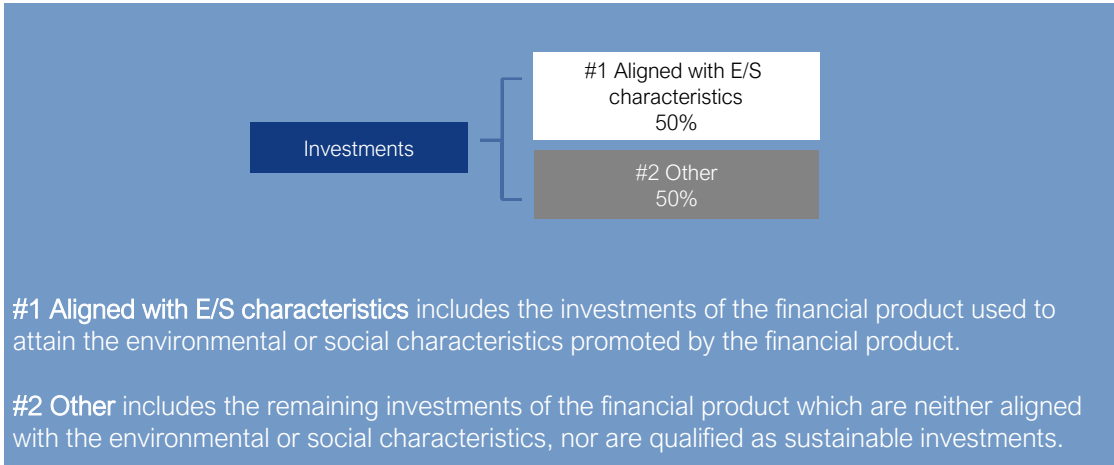 #1 Aligned with E/S
characteristics
50%
Investments
#2 Other
50%
#1 Aligned with E/S characteristics includes the investments of the financial product used to
attain the environmental or social characteristics promoted by the financial product.
#2 Other includes the remaining investments of the financial product which are neither aligned
with the environmental or social characteristics, nor are qualified as sustainable investments.